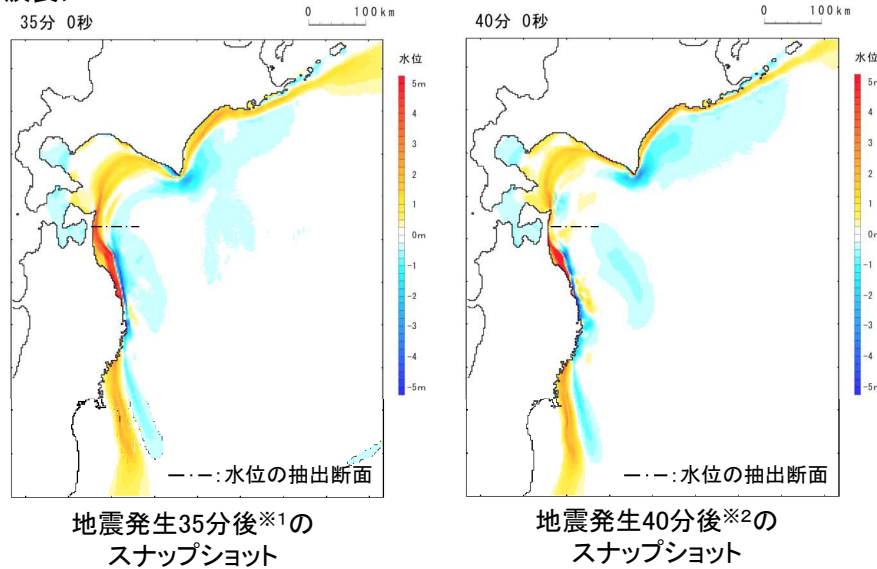 35分 0秒
0 100km
水位
5m
4
3
2
1
0m
-1
-2
-3
-4
-5m
—・—:水位の抽出断面
地震発生35分後※1の
スナップショット
40分 0秒
0 100km
水位
5m
4
3
2
1
0m
-1
-2
-3
-4
-5m
—・—:水位の抽出断面
地震発生40分後※2の
スナップショット